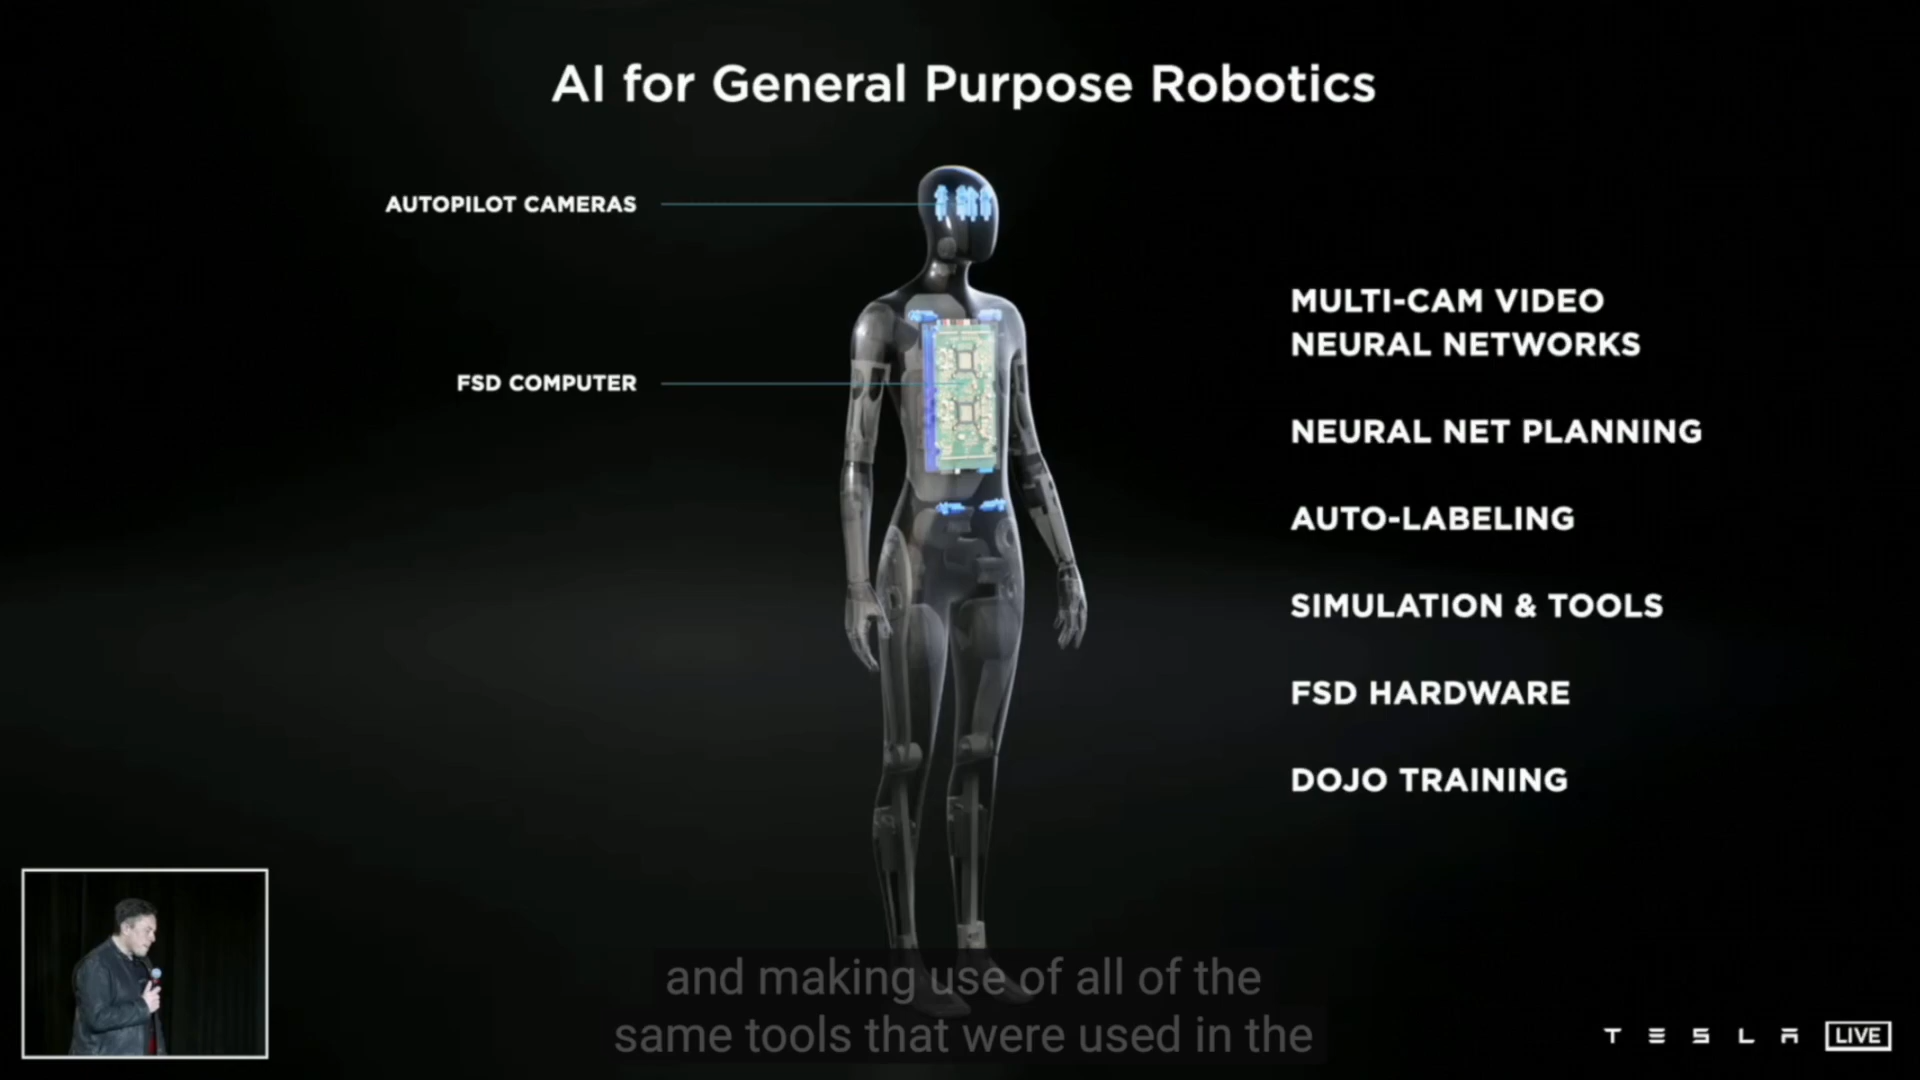 AI for General Purpose Robotics
AUTOPILOT CAMERAS
FSD COMPUTER
MULTI-CAM VIDEO
NEURAL NETWORKS
NEURAL NET PLANNING
AUTO-LABELING
SIMULATION & TOOLS
FSD HARDWARE
DOJO TRAINING
and making use of all of the
same tools that were used in the
TESLA LIVE